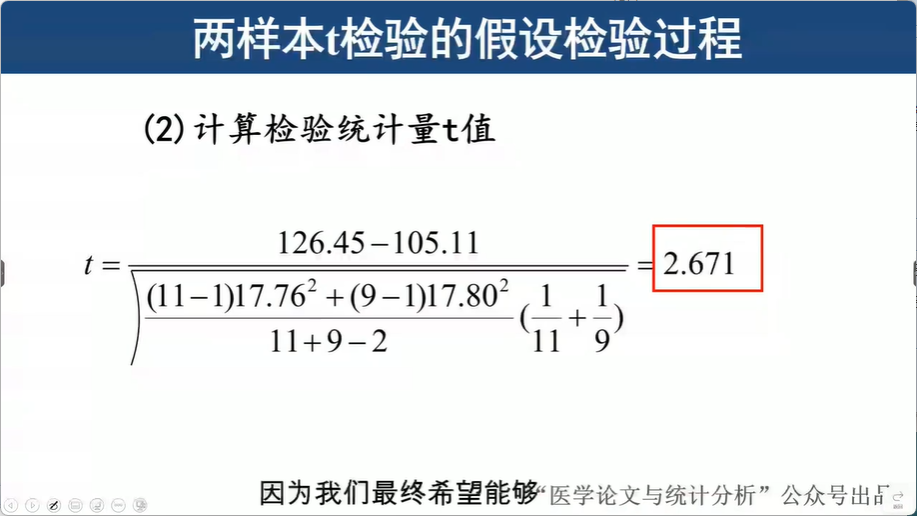 两样本t检验的假设检验过程
(2)计算检验统计量t值
t = \frac{126.45-105.11}{\sqrt{\frac{(11-1)17.76^2+(9-1)17.80^2}{11+9-2}(\frac{1}{11}+\frac{1}{9})}} = 2.671
因为我们最终希望能够“医学论文与统计分析”公众号出品